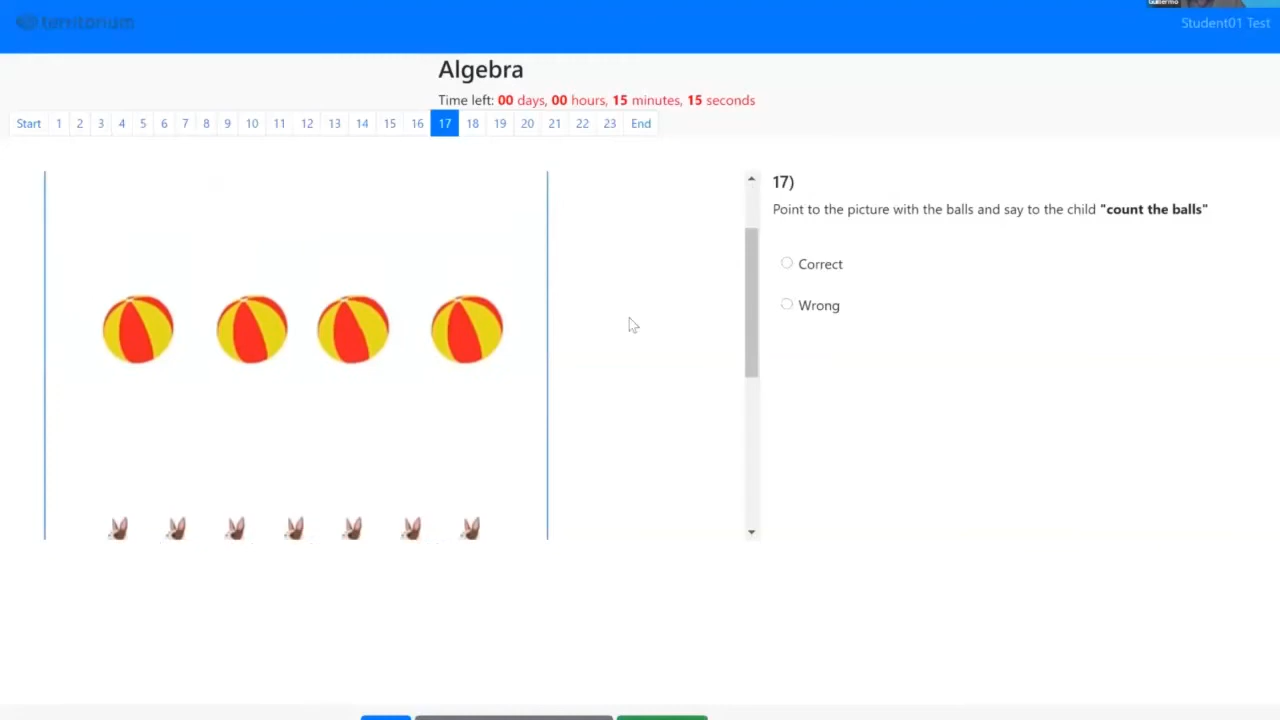 Guillermo
territorium
Student01 Test
Algebra
Time left: 00 days, 00 hours, 15 minutes, 15 seconds
Start 1 2 3 4 5 6 7 8 9 10 11 12 13 14 15 16 17 18 19 20 21 22 23 End
17)
Point to the picture with the balls and say to the child "count the balls"
Correct
Wrong